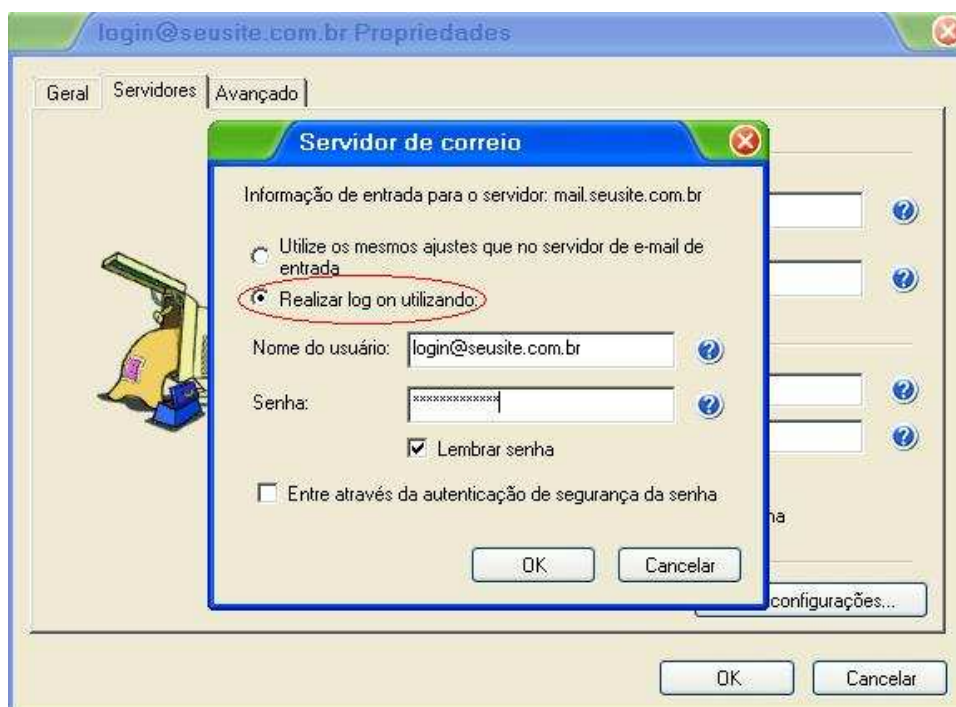 login@seusite.com.br Propriedades
Geral Servidores Avançado
Servidor de correio
Informação de entrada para o servidor: mail.seusite.com.br
Utilize os mesmos ajustes que no servidor de e-mail de
entrada
Realizar log on utilizando:
Nome do usuário: login@seusite.com.br
Senha: *************
Lembrar senha
Entre através da autenticação de segurança da senha
OK Cancelar
configurações...
OK Cancelar